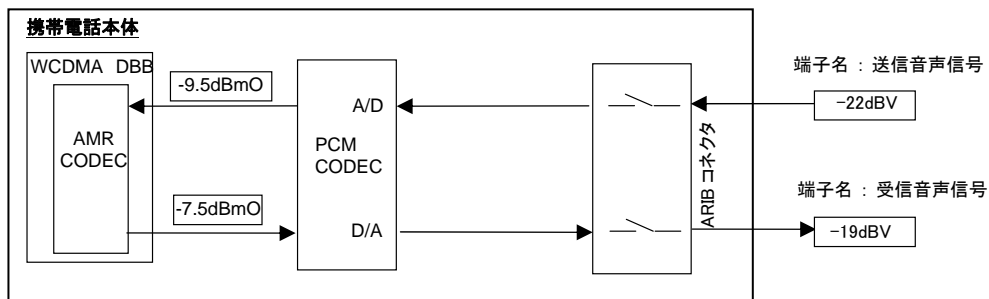 携帯電話本体
WCDMA DBB
AMR
CODEC
-9.5dBmO
-7.5dBmO
A/D
PCM
CODEC
D/A
ARIB コネクタ
端子名 : 送信音声信号
-22dBV
端子名 : 受信音声信号
-19dBV